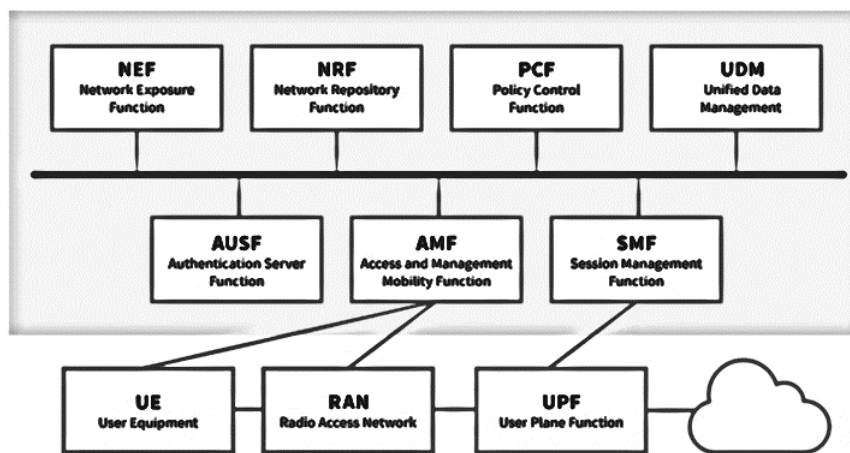 NEF
Network Exposure
Function
NRF
Network Repository
Function
PCF
Policy Control
Function
UDM
Unified Data
Management
AUSF
Authentication Server
Function
AMF
Access and Management
Mobility Function
SMF
Session Management
Function
UE
User Equipment
RAN
Radio Access Network
UPF
User Plane Function